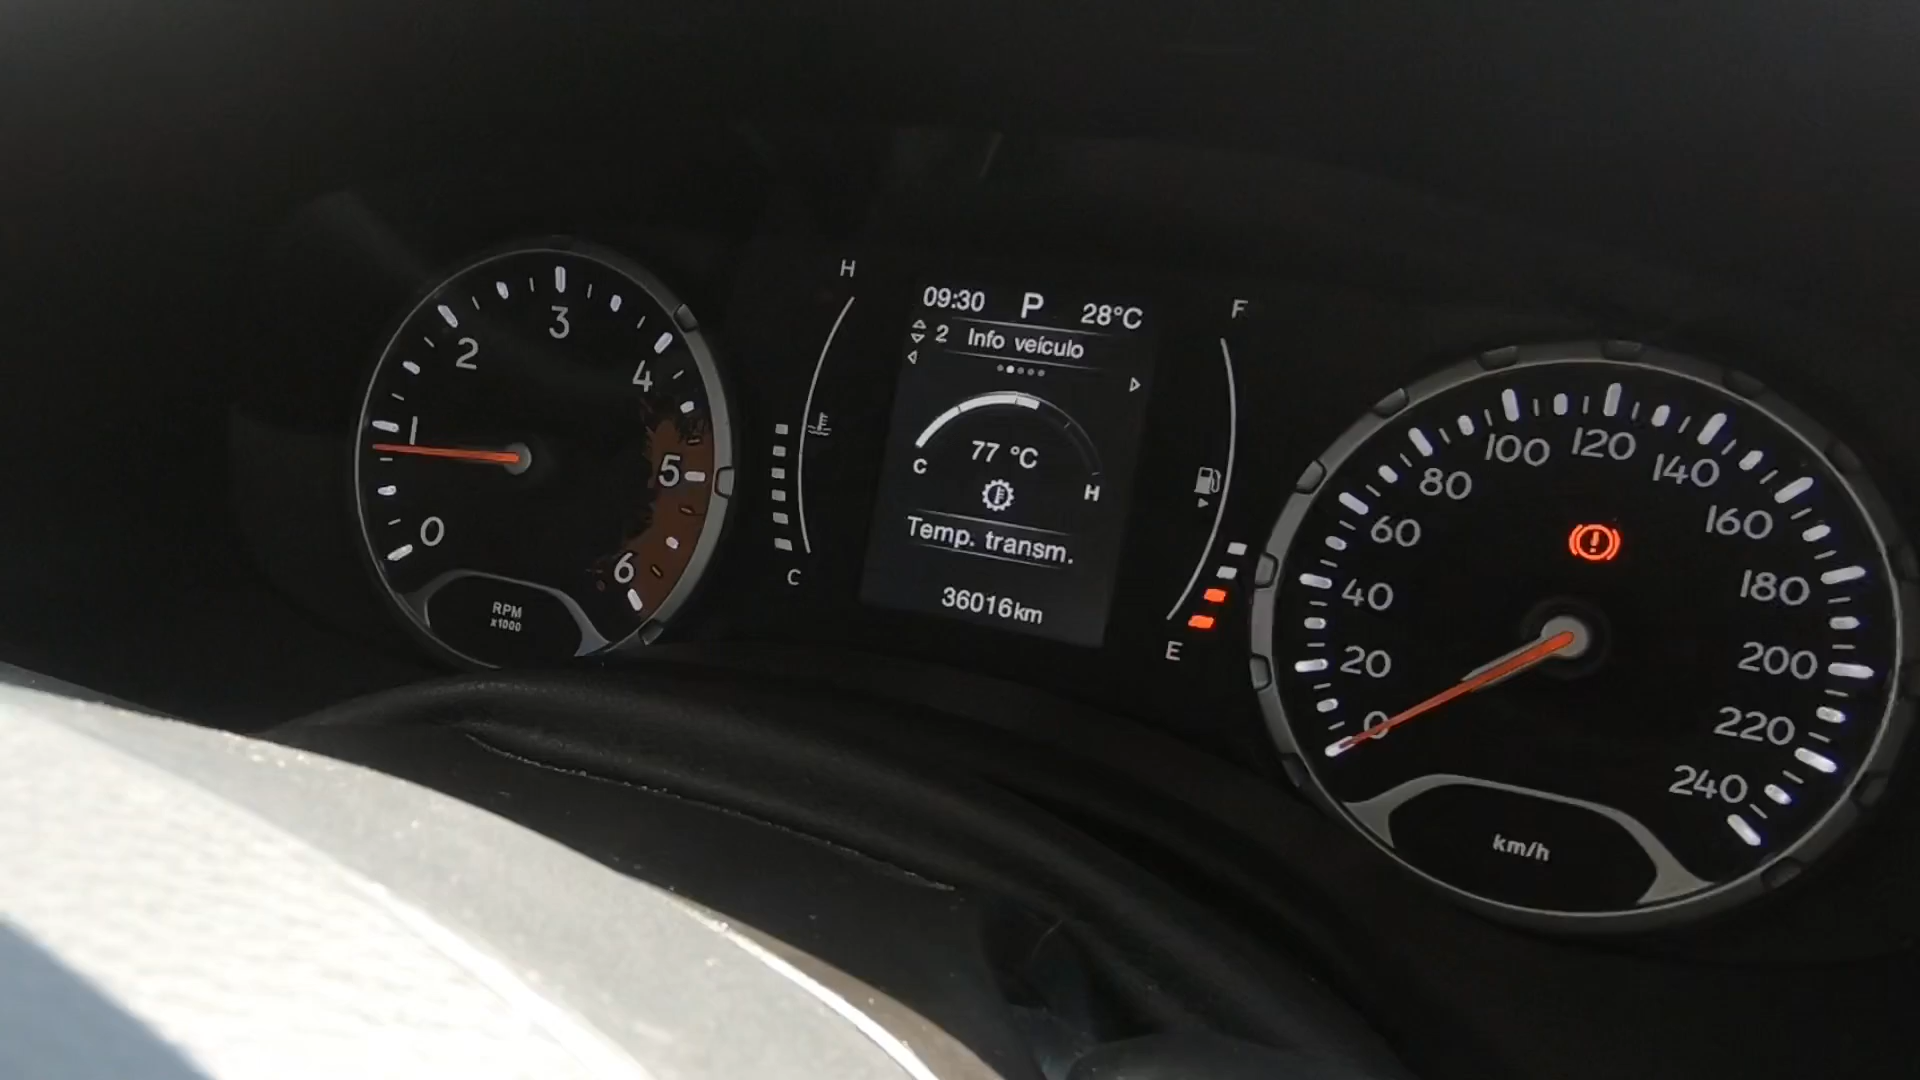 0
1
2
3
4
5
6
RPM
x1000
H
C
09:30 P 28°C
2 Info veículo
77 °C
C H
Temp. transm.
36016km
F
E
0
20
40
60
80
100
120
140
160
180
200
220
240
km/h